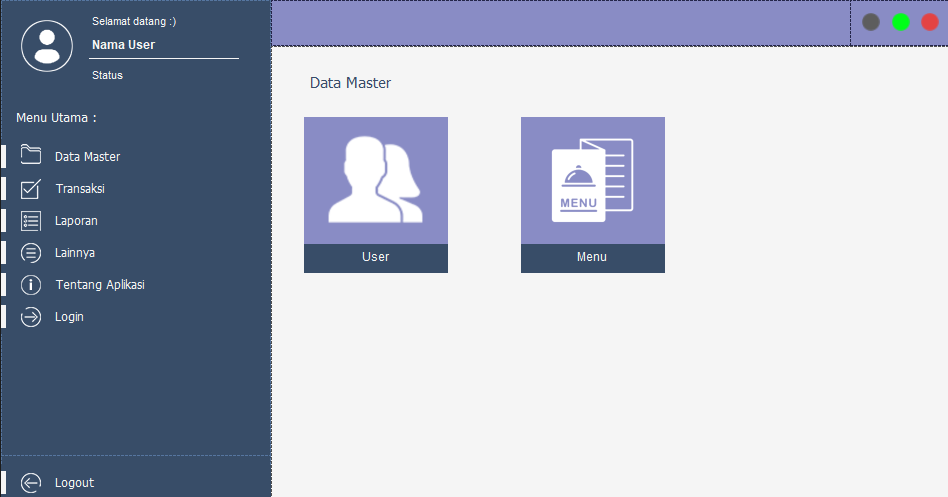 Selamat datang :)
Nama User
Status
Menu Utama :
Data Master
Transaksi
Laporan
Lainnya
Tentang Aplikasi
Login
Logout
Data Master
MENU
User
Menu